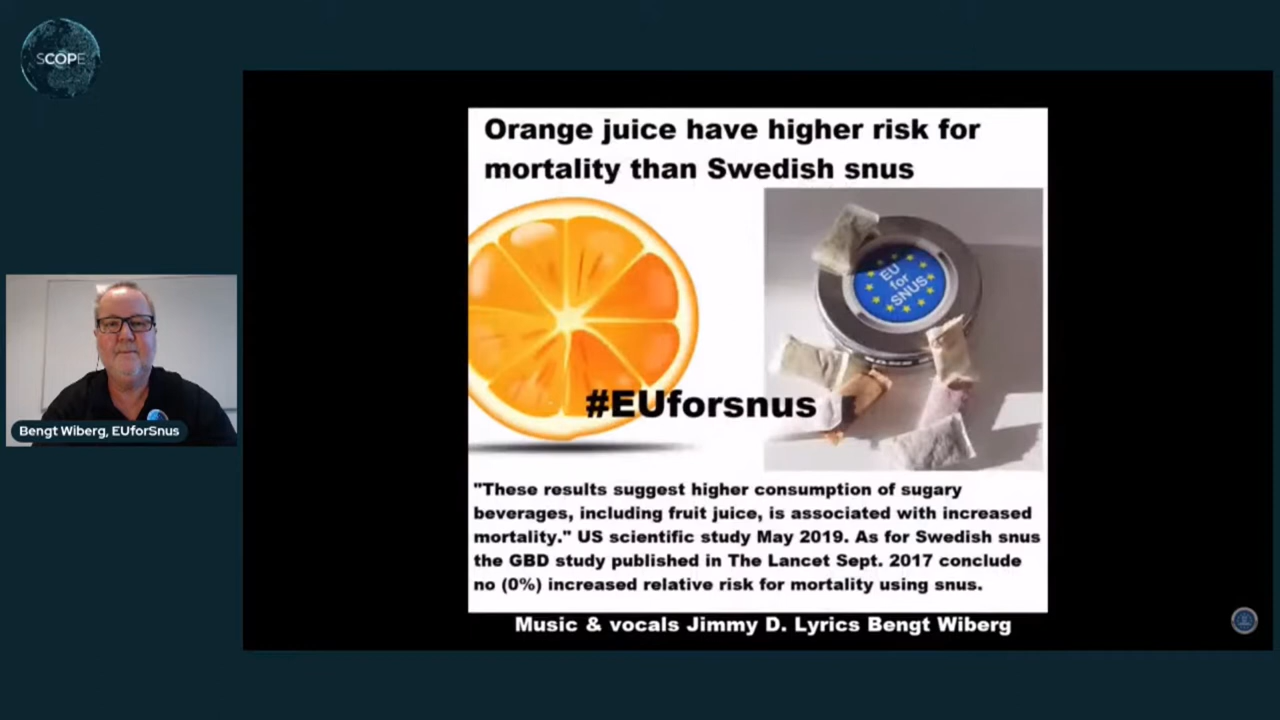 SCOPE
Orange juice have higher risk for
mortality than Swedish snus
EU
for
SNUS
#EUforsnus
"These results suggest higher consumption of sugary
beverages, including fruit juice, is associated with increased
mortality." US scientific study May 2019. As for Swedish snus
the GBD study published in The Lancet Sept. 2017 conclude
no (0%) increased relative risk for mortality using snus.
Music & vocals Jimmy D. Lyrics Bengt Wiberg
Bengt Wiberg, EUforSnus